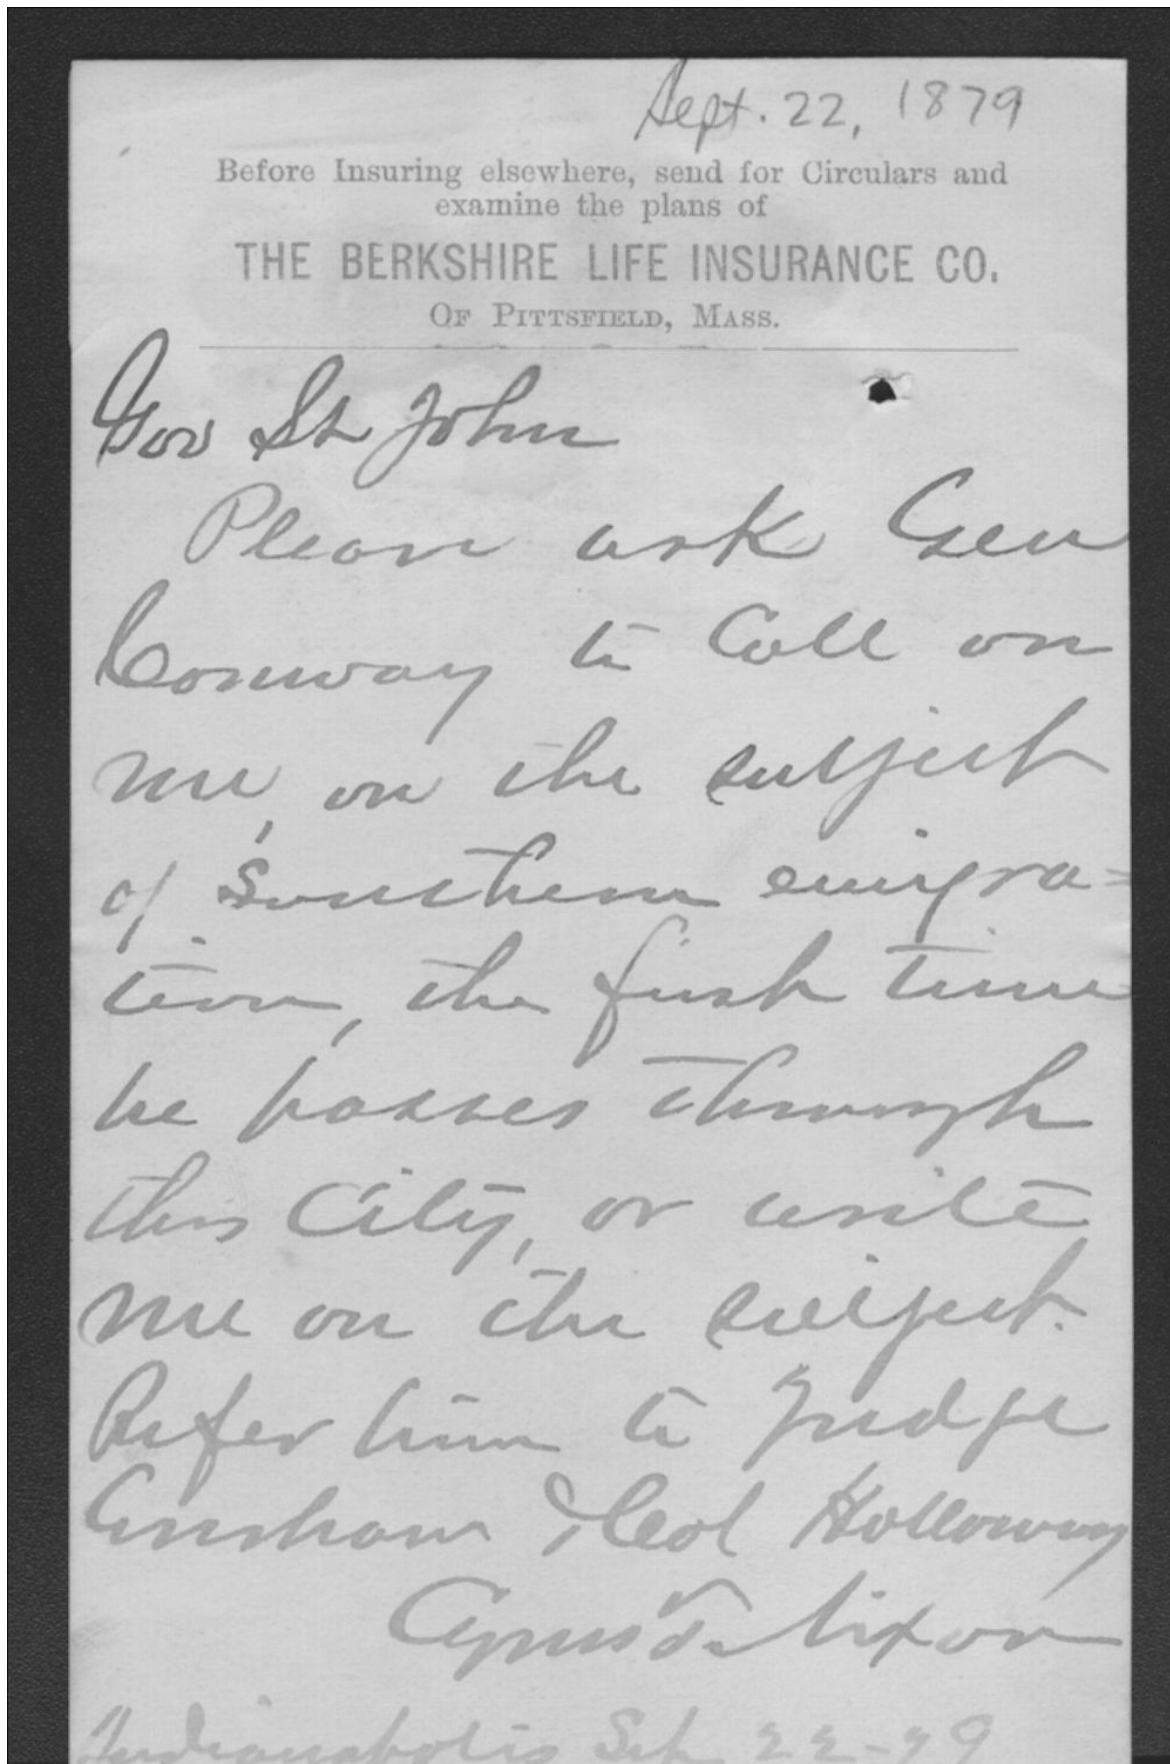 Sept. 22, 1879
Before Insuring elsewhere, send for Circulars and
examine the plans of
THE BERKSHIRE LIFE INSURANCE CO.
OF PITTSFIELD, MASS.
Gov St John
Please ask Gen
Conway to Call on
me, on the subject
of Southern emigra-
tion, the first time
he passes through
this City, or write
me on the subject.
Refer him to Judge
& Col Holloway
Cyrus T. Nixon
Indianapolis Sept 22-79